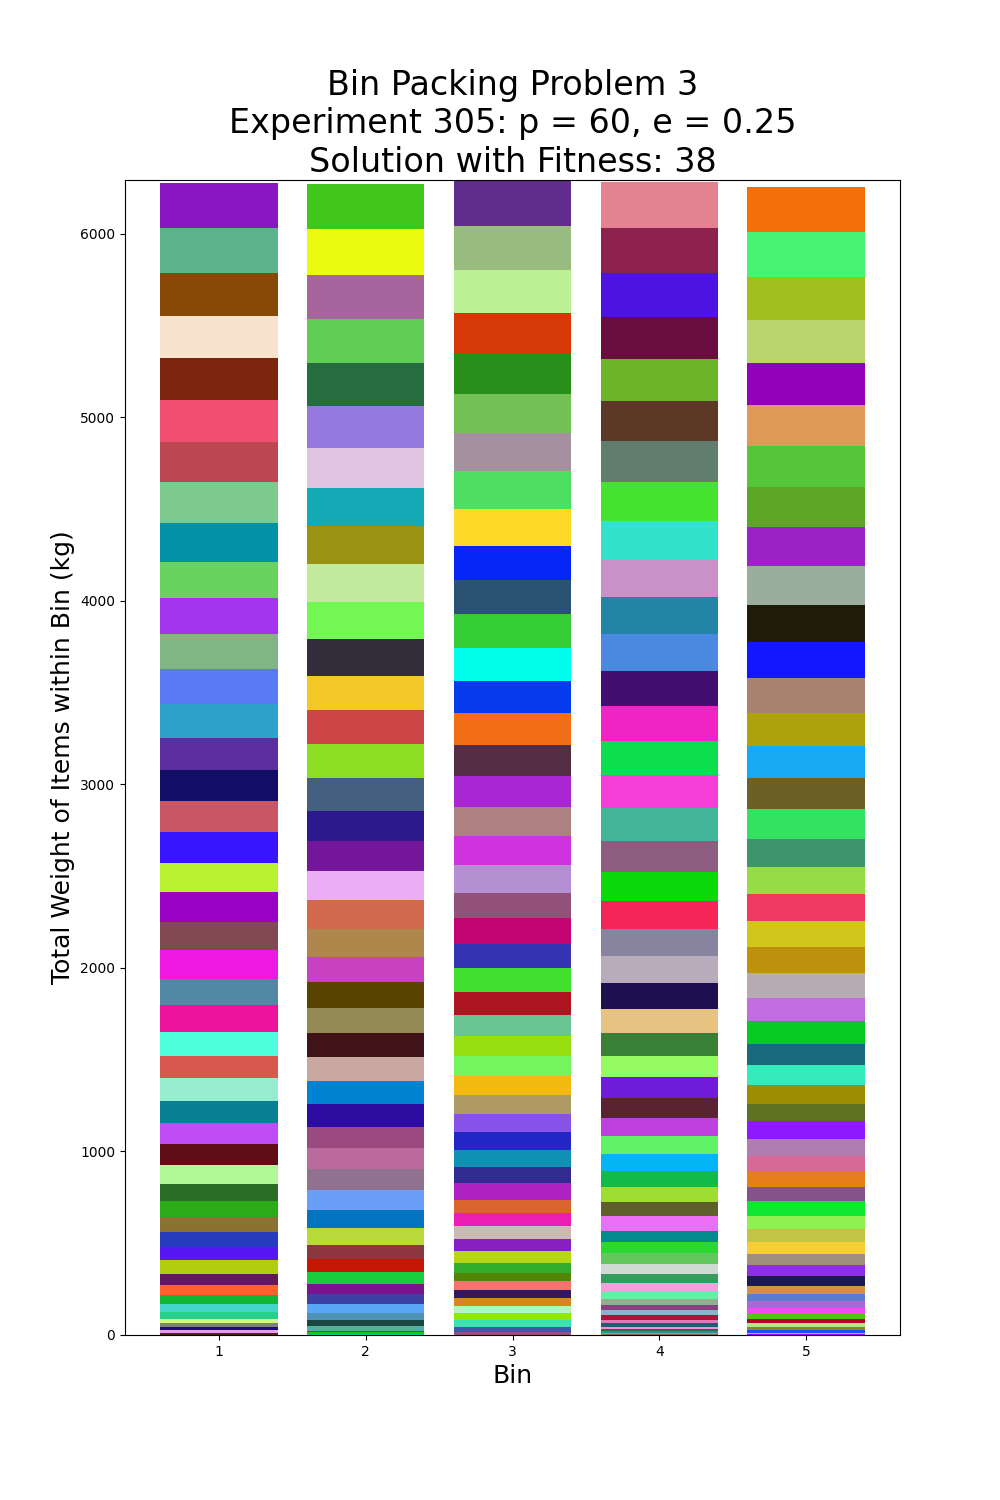 Bin Packing Problem 3
Experiment 305: p = 60, e = 0.25
Solution with Fitness: 38
Total Weight of Items within Bin (kg)
6000
5000
4000
3000
2000
1000
0
1 2 3 4 5
Bin